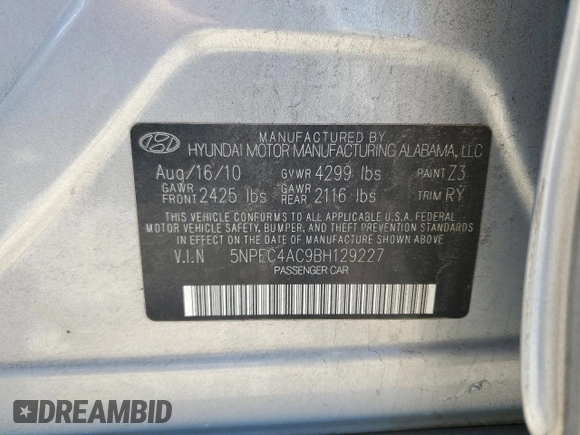 MANUFACTURED BY
HYUNDAI MOTOR MANUFACTURING ALABAMA, LLC
Aug/16/10 GVWR 4299 lbs PAINT Z3
GAWR FRONT 2425 lbs GAWR REAR 2116 lbs TRIM RY
THIS VEHICLE CONFORMS TO ALL APPLICABLE U.S.A. FEDERAL
MOTOR VEHICLE SAFETY, BUMPER, AND THEFT PREVENTION STANDARDS
IN EFFECT ON THE DATE OF MANUFACTURE SHOWN ABOVE.
V.I.N 5NPEC4AC9BH129227
PASSENGER CAR
DREAMBID